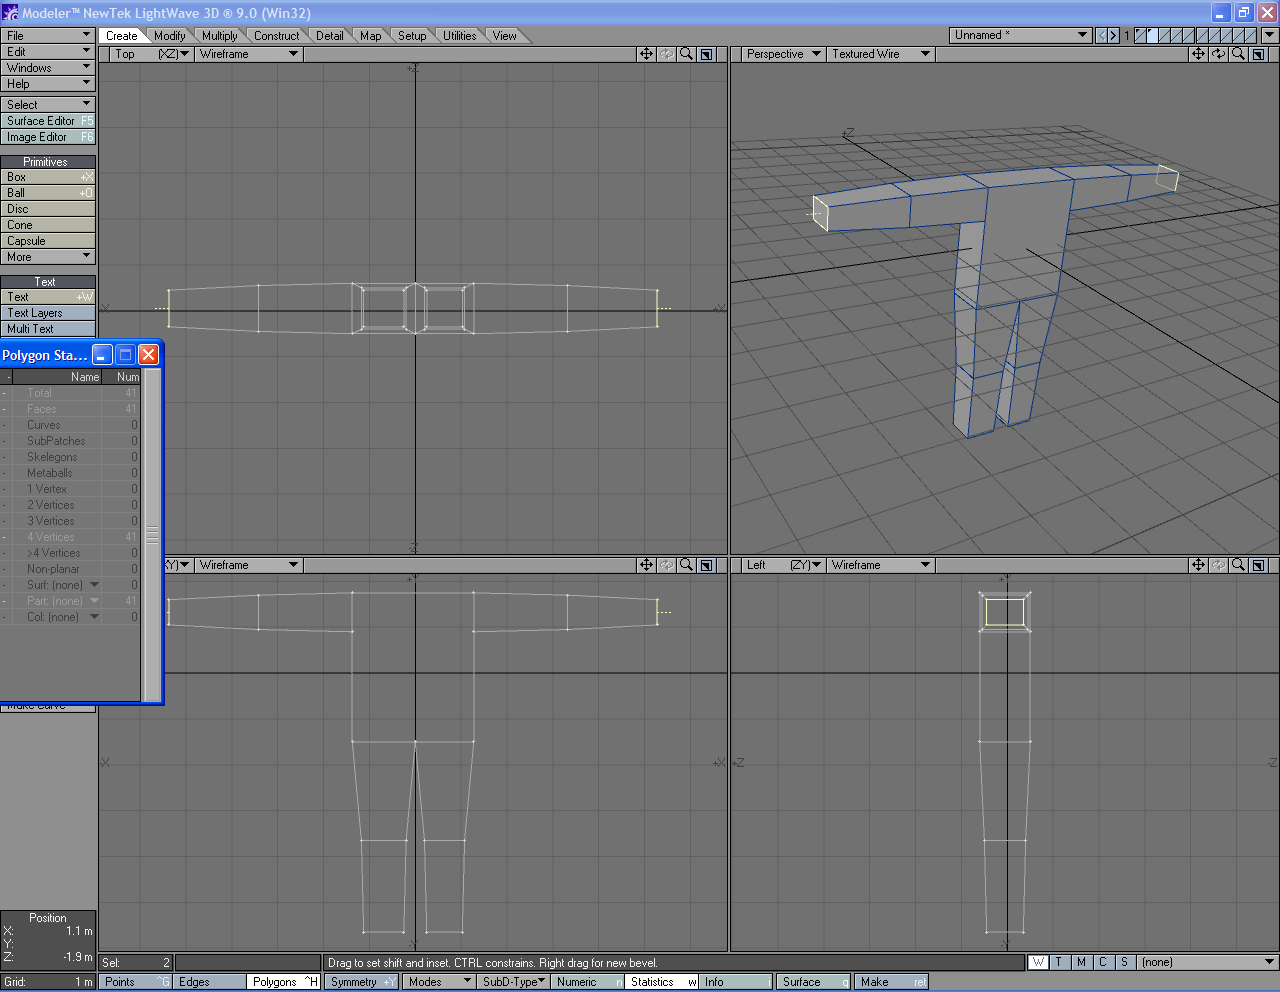 Modeler™ NewTek LightWave 3D ® 9.0 (Win32)
File
Edit
Windows
Help
Select
Surface Editor F5
Image Editor F6
Primitives
Box +X
Ball +O
Disc
Cone
Capsule
More
Text
Text +W
Text Layers
Multi Text
Make Curve
Create Modify Multiply Construct Detail Map Setup Utilities View
Unnamed * 1
Top (XZ) Wireframe
Perspective Textured Wire
XY) Wireframe
Left (ZY) Wireframe
Polygon Sta...
- Name Num
- Total 41
- Faces 41
- Curves 0
- SubPatches 0
- Skelegons 0
- Metaballs 0
- 1 Vertex 0
- 2 Vertices 0
- 3 Vertices 0
- 4 Vertices 41
- >4 Vertices 0
- Non-planar 0
- Surf: (none) 0
- Part: (none) 41
- Col: (none) 0
Position
X: 1.1 m
Y:
Z: -1.9 m
Grid: 1 m
Sel: 2
Drag to set shift and inset. CTRL constrains. Right drag for new bevel.
W T M C S (none)
Points ^G Edges Polygons ^H Symmetry +Y Modes SubD-Type Numeric n Statistics w Info i Surface q Make ret